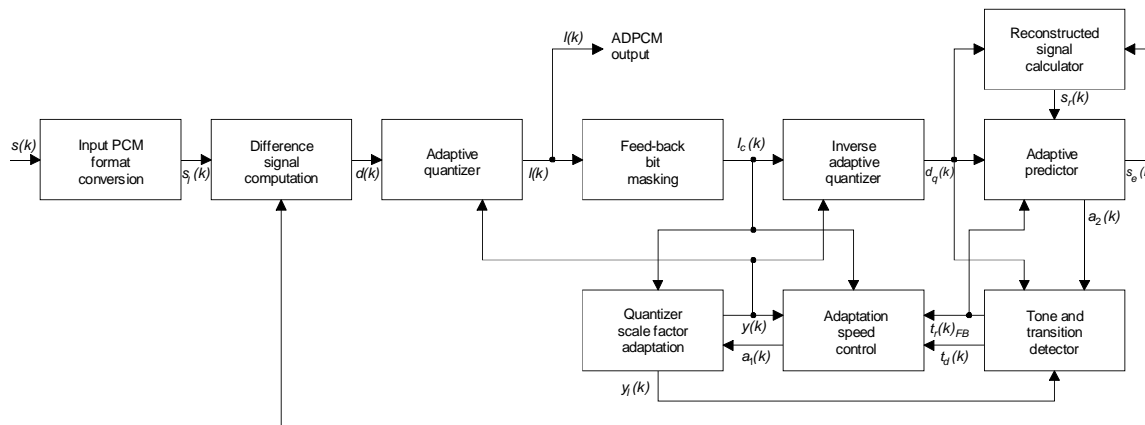 I(k)
ADPCM
output
Reconstructed
signal
calculator
s_r(k)
s(k)
Input PCM
format
conversion
s_l(k)
Difference
signal
computation
d(k)
Adaptive
quantizer
I(k)
Feed-back
bit
masking
I_c(k)
Inverse
adaptive
quantizer
d_q(k)
Adaptive
predictor
a_2(k)
Quantizer
scale factor
adaptation
y(k)
a_1(k)
Adaptation
speed
control
t_r(k)_FB
t_d(k)
Tone and
transition
detector
y_l(k)